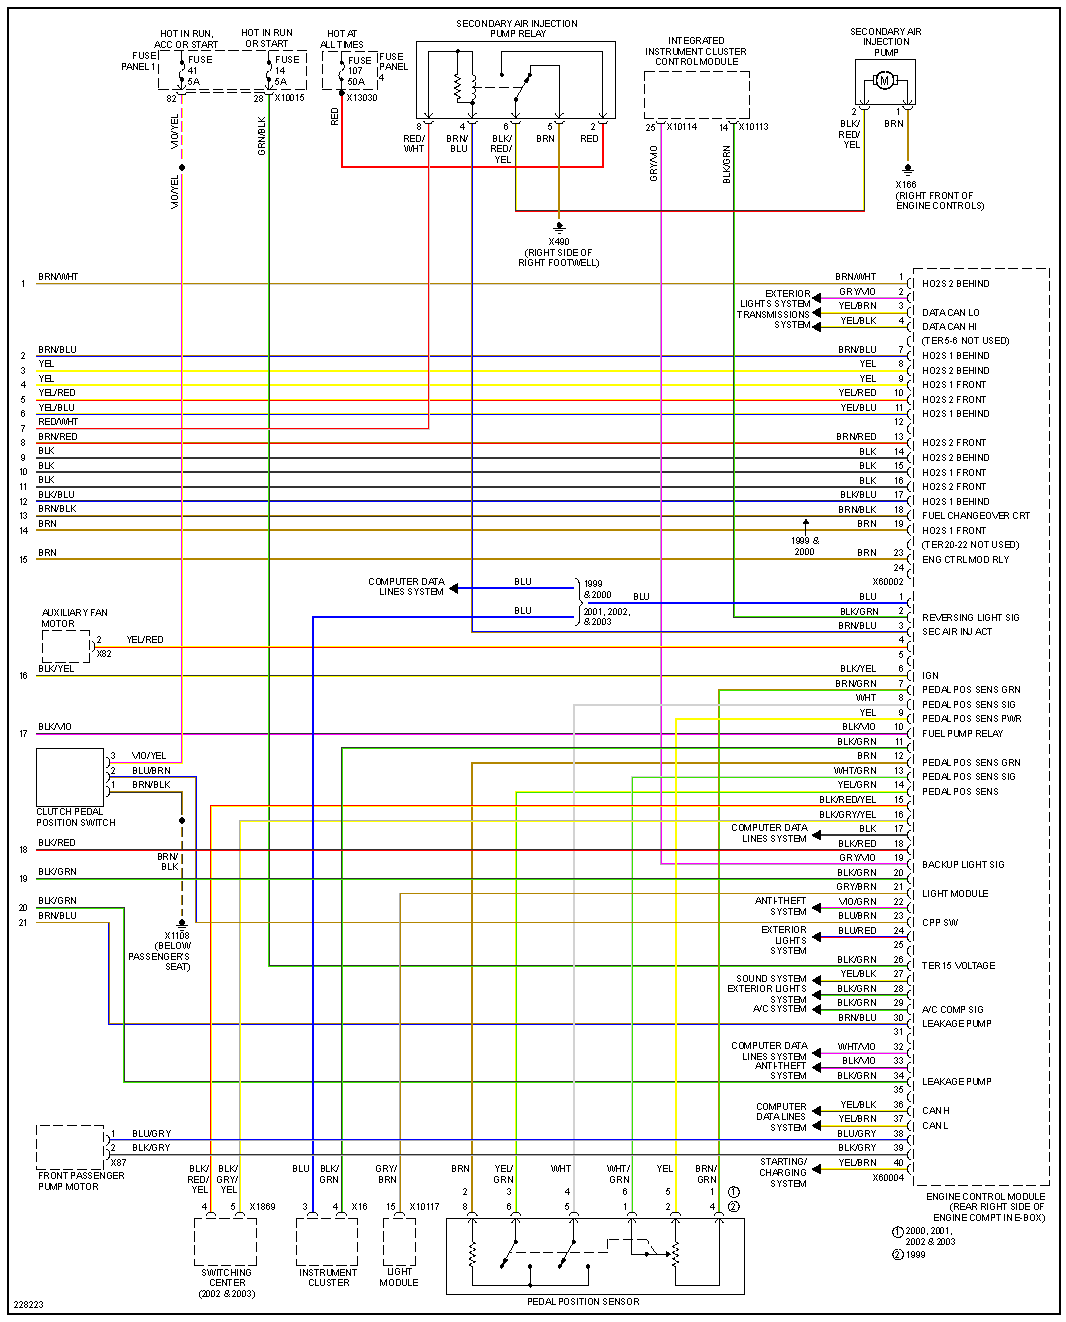 HOT IN RUN,
ACC OR START
HOT IN RUN
OR START
HOT AT
ALL TIMES
SECONDARY AIR INJECTION
PUMP RELAY
INTEGRATED
INSTRUMENT CLUSTER
CONTROL MODULE
SECONDARY AIR
INJECTION
PUMP
FUSE
PANEL 1
FUSE
41
5A
FUSE
14
5A
FUSE
107
50A
FUSE
PANEL
4
M
82
28
X10015
X13030
8
4
6
5
2
25
X10114
14
X10113
2
1
VIO/YEL
GRN/BLK
RED
RED/
WHT
BRN/
BLU
BLK/
RED/
YEL
BRN
RED
GRY/VIO
BLK/GRN
BLK/
RED/
YEL
BRN
VIO/YEL
X166
(RIGHT FRONT OF
ENGINE CONTROLS)
X490
(RIGHT SIDE OF
RIGHT FOOTWELL)
1
BRN/WHT
BRN/WHT
1
HO2S 2 BEHIND
EXTERIOR
LIGHTS SYSTEM
GRY/VIO
2
TRANSMISSIONS
SYSTEM
YEL/BRN
3
DATA CAN LO
YEL/BLK
4
DATA CAN HI
(TER 5-6 NOT USED)
2
BRN/BLU
BRN/BLU
7
HO2S 1 BEHIND
3
YEL
YEL
8
HO2S 2 BEHIND
4
YEL
YEL
9
HO2S 1 FRONT
5
YEL/RED
YEL/RED
10
HO2S 2 FRONT
6
YEL/BLU
YEL/BLU
11
HO2S 1 BEHIND
7
RED/WHT
12
8
BRN/RED
BRN/RED
13
HO2S 2 FRONT
9
BLK
BLK
14
HO2S 2 BEHIND
10
BLK
BLK
15
HO2S 1 FRONT
11
BLK
BLK
16
HO2S 2 FRONT
12
BLK/BLU
BLK/BLU
17
HO2S 1 BEHIND
13
BRN/BLK
BRN/BLK
18
FUEL CHANGEOVER CRT
14
BRN
BRN
19
HO2S 1 FRONT
1999 &
2000
(TER 20-22 NOT USED)
15
BRN
BRN
23
ENG CTRL MOD RLY
24
X60002
COMPUTER DATA
LINES SYSTEM
BLU
1999
& 2000
BLU
2001, 2002,
& 2003
BLU
BLU
1
BLK/GRN
2
REVERSING LIGHT SIG
BRN/BLU
3
SEC AIR INJ ACT
AUXILIARY FAN
MOTOR
2
X82
YEL/RED
4
5
16
BLK/YEL
BLK/YEL
6
IGN
BRN/GRN
7
PEDAL POS SENS GRN
WHT
8
PEDAL POS SENS SIG
YEL
9
PEDAL POS SENS PWR
17
BLK/VIO
BLK/VIO
10
FUEL PUMP RELAY
BLK/GRN
11
3
VIO/YEL
BRN
12
PEDAL POS SENS GRN
2
BLU/BRN
WHT/GRN
13
PEDAL POS SENS SIG
1
BRN/BLK
YEL/GRN
14
PEDAL POS SENS
CLUTCH PEDAL
POSITION SWITCH
BLK/RED/YEL
15
BLK/GRY/YEL
16
COMPUTER DATA
LINES SYSTEM
BLK
17
18
BLK/RED
BLK/RED
18
BRN/
BLK
GRY/VIO
19
BACKUP LIGHT SIG
19
BLK/GRN
BLK/GRN
20
GRY/BRN
21
LIGHT MODULE
20
BLK/GRN
ANTI-THEFT
SYSTEM
VIO/GRN
22
21
BRN/BLU
BLU/BRN
23
CPP SW
X1108
(BELOW
PASSENGER'S
SEAT)
EXTERIOR
LIGHTS
SYSTEM
BLU/RED
24
25
BLK/GRN
26
TER 15 VOLTAGE
SOUND SYSTEM
YEL/BLK
27
EXTERIOR LIGHTS
SYSTEM
BLK/GRN
28
A/C SYSTEM
BLK/GRN
29
A/C COMP SIG
BRN/BLU
30
LEAKAGE PUMP
31
COMPUTER DATA
LINES SYSTEM
WHT/VIO
32
ANTI-THEFT
SYSTEM
BLK/VIO
33
BLK/GRN
34
LEAKAGE PUMP
35
COMPUTER
DATA LINES
SYSTEM
YEL/BLK
36
CAN H
YEL/BRN
37
CAN L
1
BLU/GRY
BLU/GRY
38
2
BLK/GRY
BLK/GRY
39
X87
FRONT PASSENGER
PUMP MOTOR
STARTING/
CHARGING
SYSTEM
YEL/BRN
40
X60004
ENGINE CONTROL MODULE
(REAR RIGHT SIDE OF
ENGINE COMPT IN E-BOX)
BLK/
RED/
YEL
BLK/
GRY/
YEL
BLU
BLK/
GRN
GRY/
BRN
BRN
YEL/
GRN
WHT
WHT/
GRN
YEL
BRN/
GRN
2
3
4
6
5
1
1
4
5
X1869
3
4
X16
15
X10117
8
6
5
1
2
4
2
SWITCHING
CENTER
(2002 & 2003)
INSTRUMENT
CLUSTER
LIGHT
MODULE
PEDAL POSITION SENSOR
1 2000, 2001,
2002 & 2003
2 1999
228223